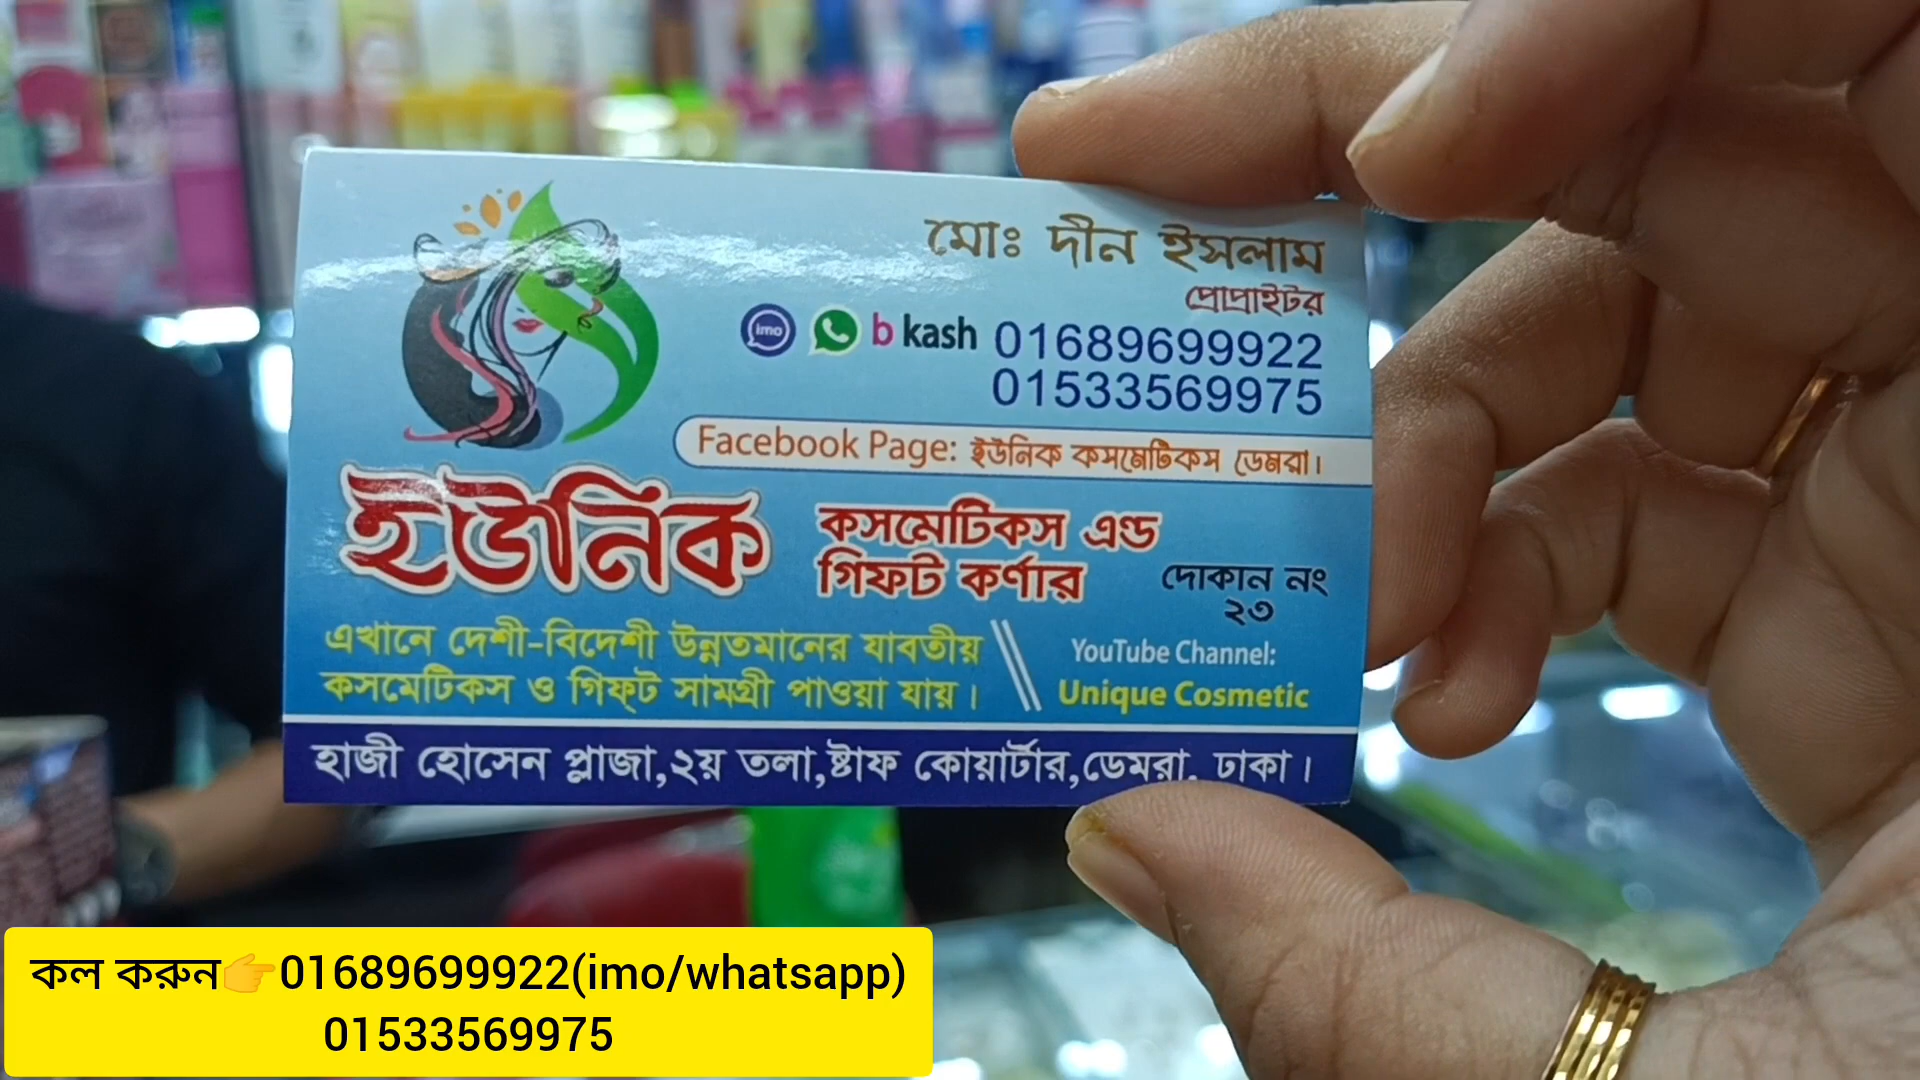 মোঃ দীন ইসলাম
প্রোপ্রাইটর
imo b kash 01689699922
01533569975
Facebook Page: ইউনিক কসমেটিকস ডেমরা।
ইউনিক কসমেটিকস এন্ড
গিফট কর্ণার
দোকান নং
২৩
এখানে দেশী-বিদেশী উন্নতমানের যাবতীয়
কসমেটিকস ও গিফ্ট সামগ্রী পাওয়া যায়।
YouTube Channel:
Unique Cosmetic
হাজী হোসেন প্লাজা,২য় তলা,ষ্টাফ কোয়ার্টার,ডেমরা, ঢাকা।
কল করুন👉01689699922(imo/whatsapp)
01533569975